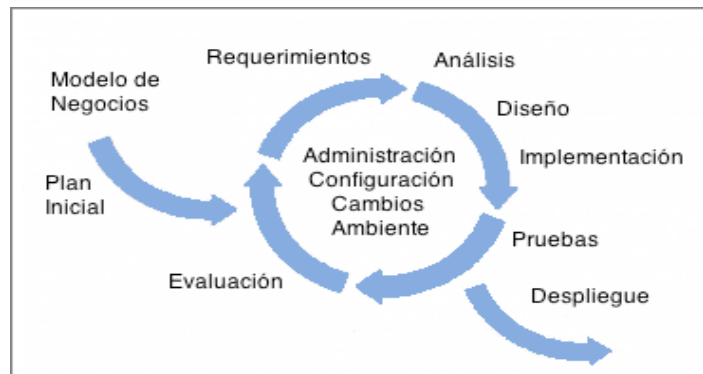 Requerimientos
Análisis
Modelo de
Negocios
Diseño
Administración
Configuración
Cambios
Ambiente
Implementación
Plan
Inicial
Pruebas
Evaluación
Despliegue